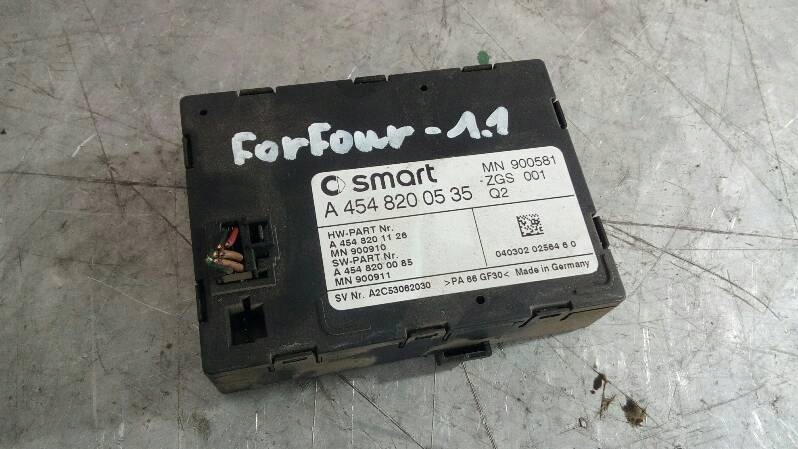 ForFour - 1.1
smart
A 454 820 05 35
MN 900581
ZGS 001
Q2
HW-PART Nr.
A 454 820 11 26
MN 900910
SW-PART Nr.
A 454 820 00 85
MN 900911
040302 02564 6 0
SV Nr. A2C53062030 >PA 66 GF30< Made in Germany